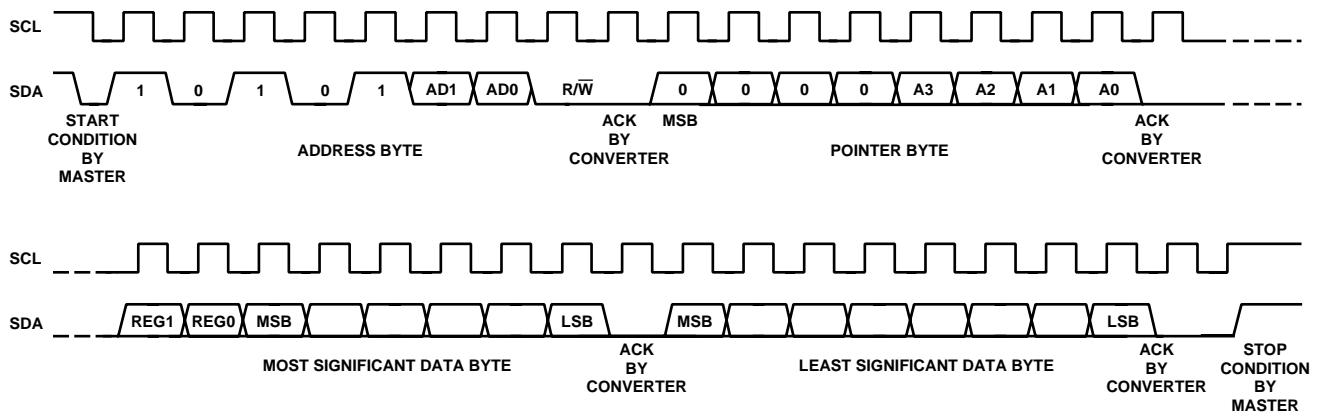 SCL
SDA 1 0 1 0 1 AD1 AD0 R/W̅ 0 0 0 0 A3 A2 A1 A0
START CONDITION BY MASTER
ADDRESS BYTE
ACK BY CONVERTER
MSB
POINTER BYTE
ACK BY CONVERTER
SCL
SDA REG1 REG0 MSB LSB MSB LSB
MOST SIGNIFICANT DATA BYTE
ACK BY CONVERTER
LEAST SIGNIFICANT DATA BYTE
ACK BY CONVERTER
STOP CONDITION BY MASTER